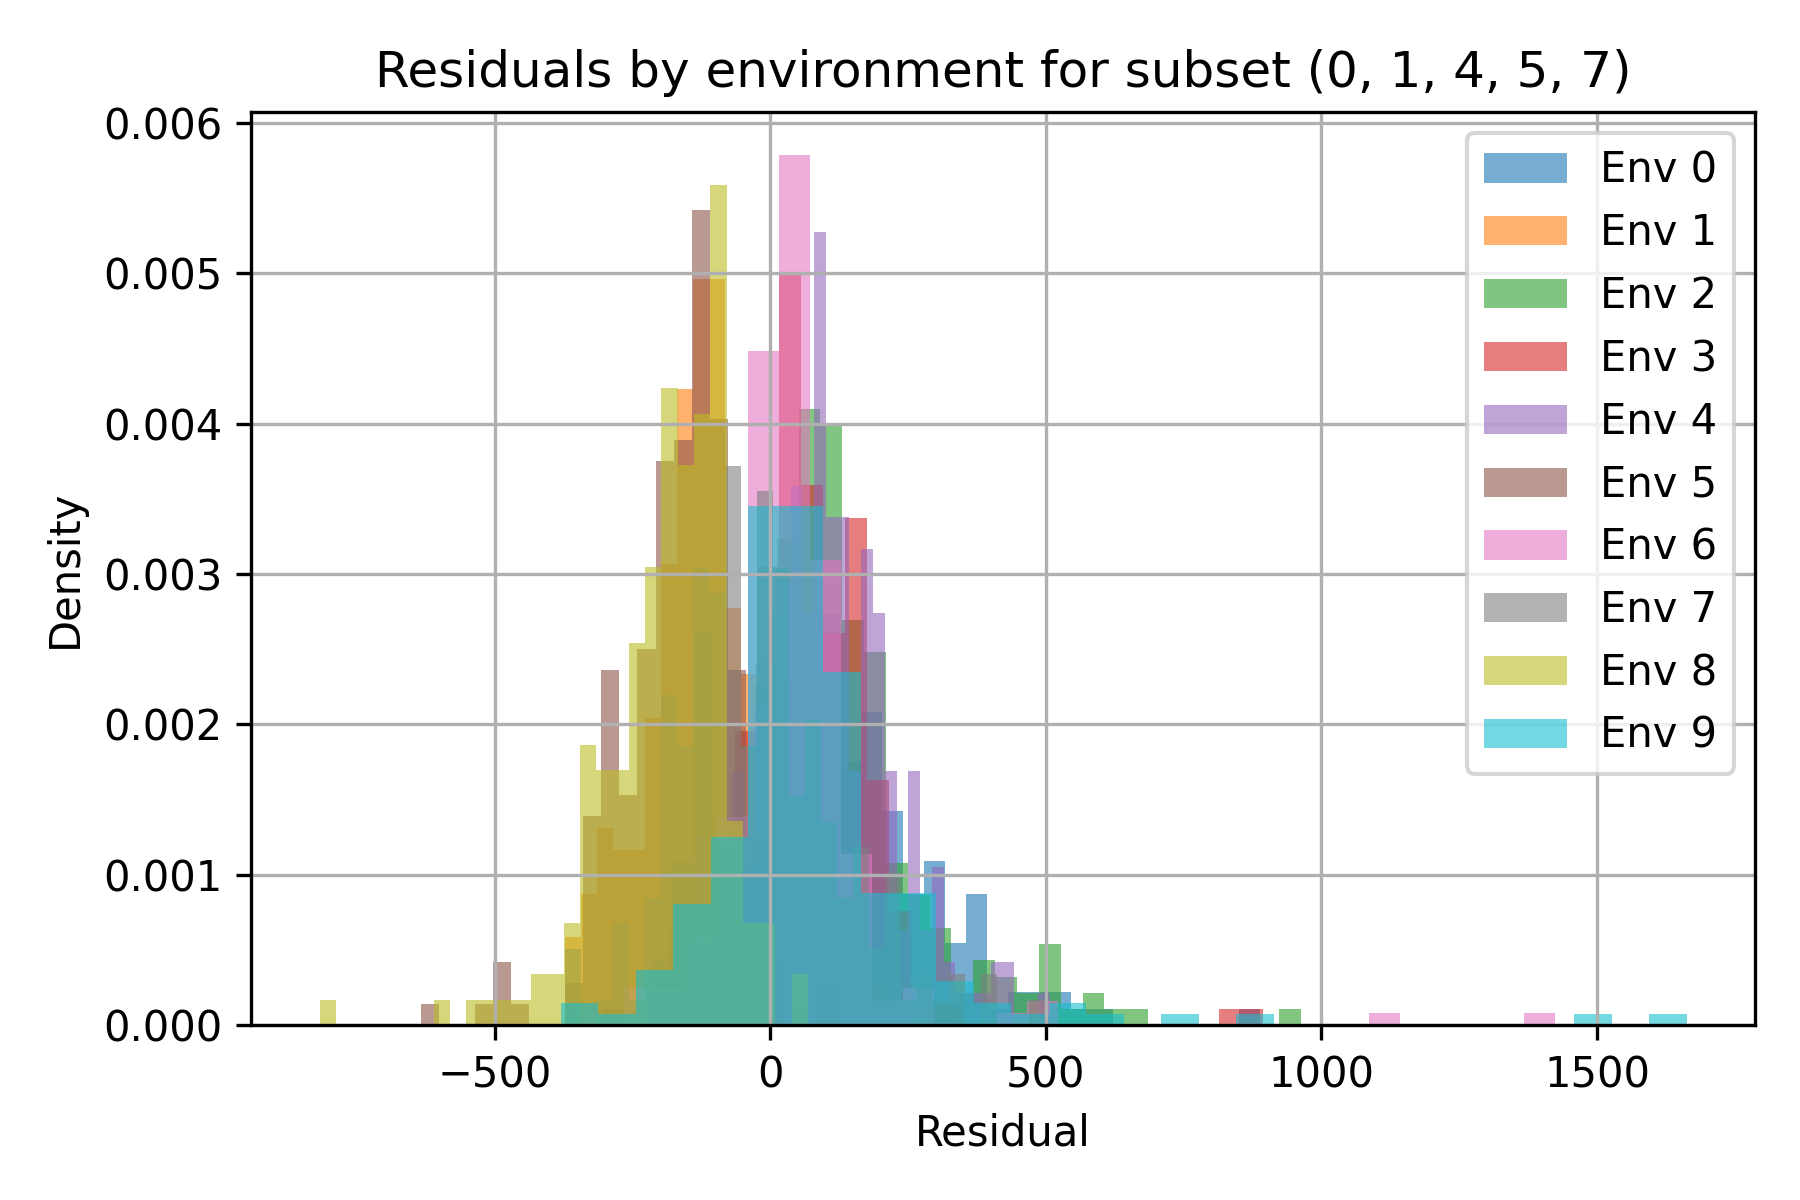 Residuals by environment for subset (0, 1, 4, 5, 7)
0.006
0.005
0.004
0.003
0.002
0.001
0.000
Density
−500
0
500
1000
1500
Residual
Env 0
Env 1
Env 2
Env 3
Env 4
Env 5
Env 6
Env 7
Env 8
Env 9